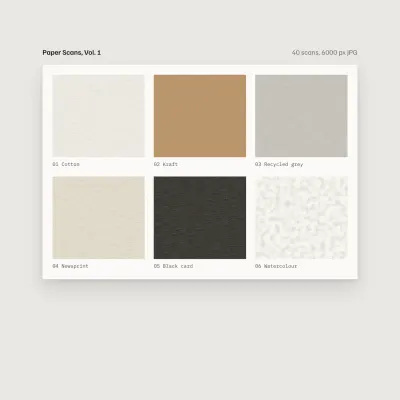 Paper Scans, Vol. 1
40 scans, 6000 px JPG
01 Cotton
02 Kraft
03 Recycled grey
04 Newsprint
05 Black card
06 Watercolour